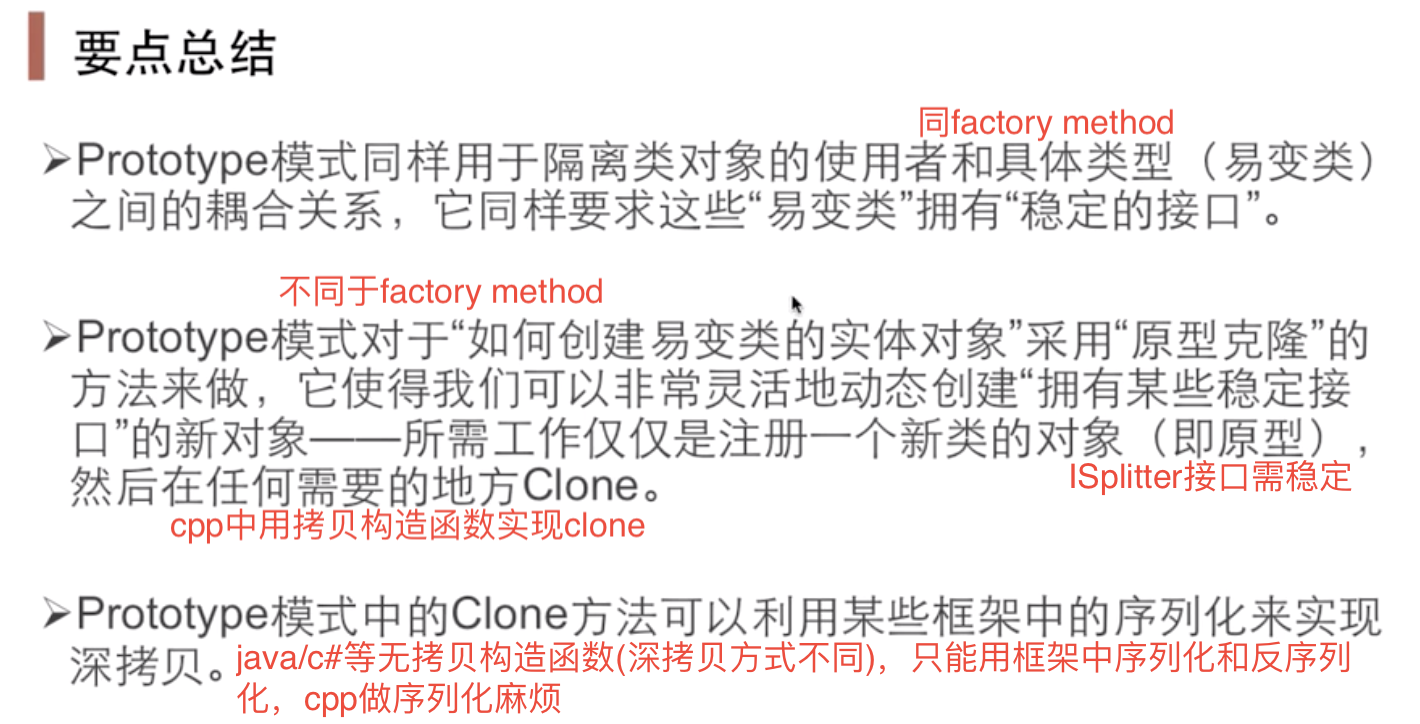 要点总结
同factory method
➢Prototype模式同样用于隔离类对象的使用者和具体类型（易变类）
之间的耦合关系，它同样要求这些“易变类”拥有“稳定的接口”。
不同于factory method
➢Prototype模式对于“如何创建易变类的实体对象”采用“原型克隆”的
方法来做，它使得我们可以非常灵活地动态创建“拥有某些稳定接
口”的新对象——所需工作仅仅是注册一个新类的对象（即原型），
然后在任何需要的地方Clone。
ISplitter接口需稳定
cpp中用拷贝构造函数实现clone
➢Prototype模式中的Clone方法可以利用某些框架中的序列化来实现
深拷贝。
java/c#等无拷贝构造函数(深拷贝方式不同)，只能用框架中序列化和反序列
化，cpp做序列化麻烦